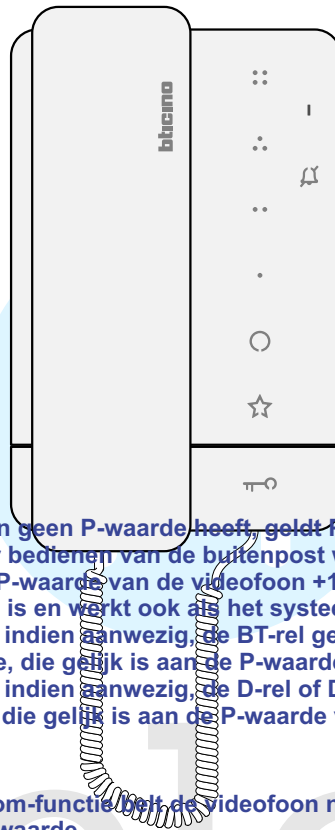 bticino
n geen P-waarde heeft, geldt
bedienen van de buitenpost
P-waarde van de videofoon +1
is en werkt ook als het systee
indien aanwezig, de BT-rel ge
e, die gelijk is aan de P-waarde
indien aanwezig, de D-rel of D
die gelijk is aan de P-waarde
om-functie belt de videofoon
waarde